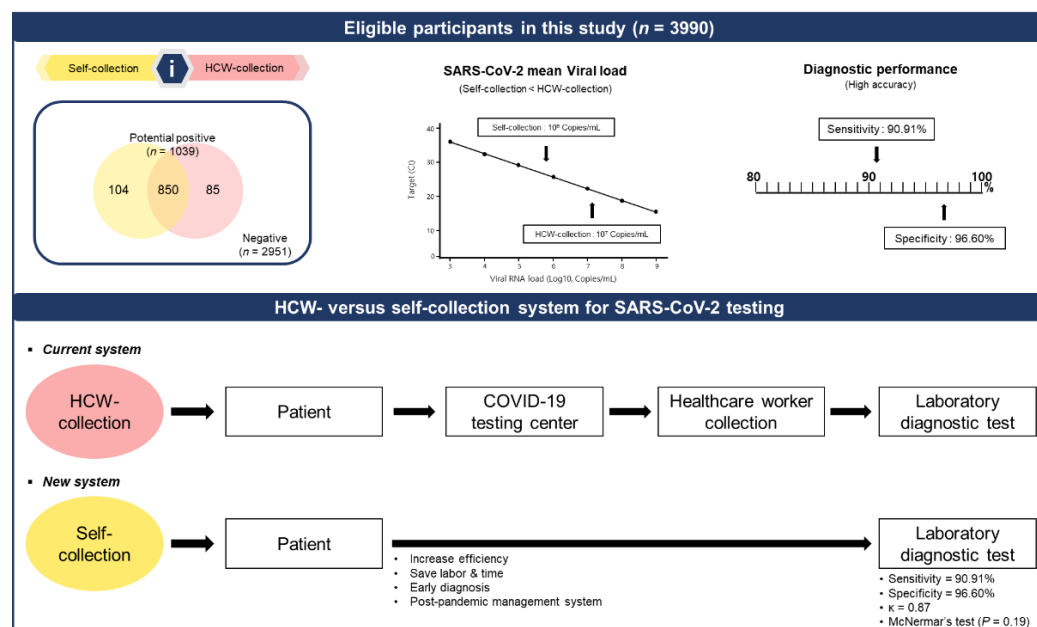 Eligible participants in this study (n = 3990)
Self-collection
i
HCW-collection
Potential positive
(n = 1039)
104
850
85
Negative
(n = 2951)
SARS-CoV-2 mean Viral load
(Self-collection < HCW-collection)
Self-collection : 10⁶ Copies/mL
HCW-collection : 10⁷ Copies/mL
Target (Ct)
40
30
20
10
0
3 4 5 6 7 8 9
Viral RNA load (Log10, Copies/mL)
Diagnostic performance
(High accuracy)
Sensitivity : 90.91%
80 90 100
%
Specificity : 96.60%
HCW- versus self-collection system for SARS-CoV-2 testing
▪ Current system
HCW-
collection
Patient
COVID-19
testing center
Healthcare worker
collection
Laboratory
diagnostic test
▪ New system
Self-
collection
Patient
• Increase efficiency
• Save labor & time
• Early diagnosis
• Post-pandemic management system
Laboratory
diagnostic test
• Sensitivity = 90.91%
• Specificity = 96.60%
• κ = 0.87
• McNermar's test (P = 0.19)